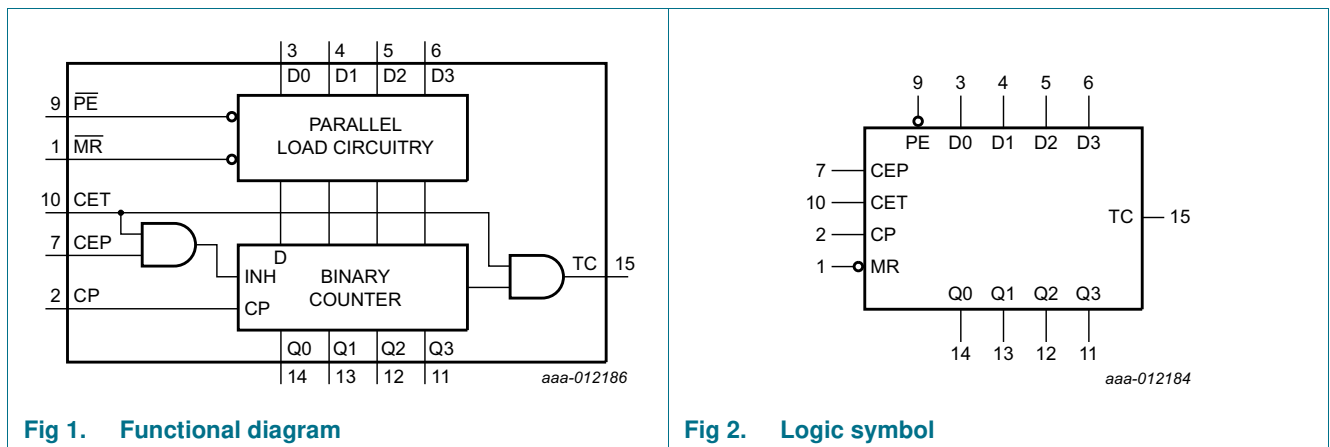 3 4 5 6
D0 D1 D2 D3
9 PE
PARALLEL
LOAD CIRCUITRY
1 MR
10 CET
7 CEP
D
INH
BINARY
COUNTER
TC 15
2 CP
CP
Q0 Q1 Q2 Q3
14 13 12 11
aaa-012186
Fig 1. Functional diagram
9 3 4 5 6
PE D0 D1 D2 D3
7 CEP
10 CET
TC 15
2 CP
1 MR
Q0 Q1 Q2 Q3
14 13 12 11
aaa-012184
Fig 2. Logic symbol